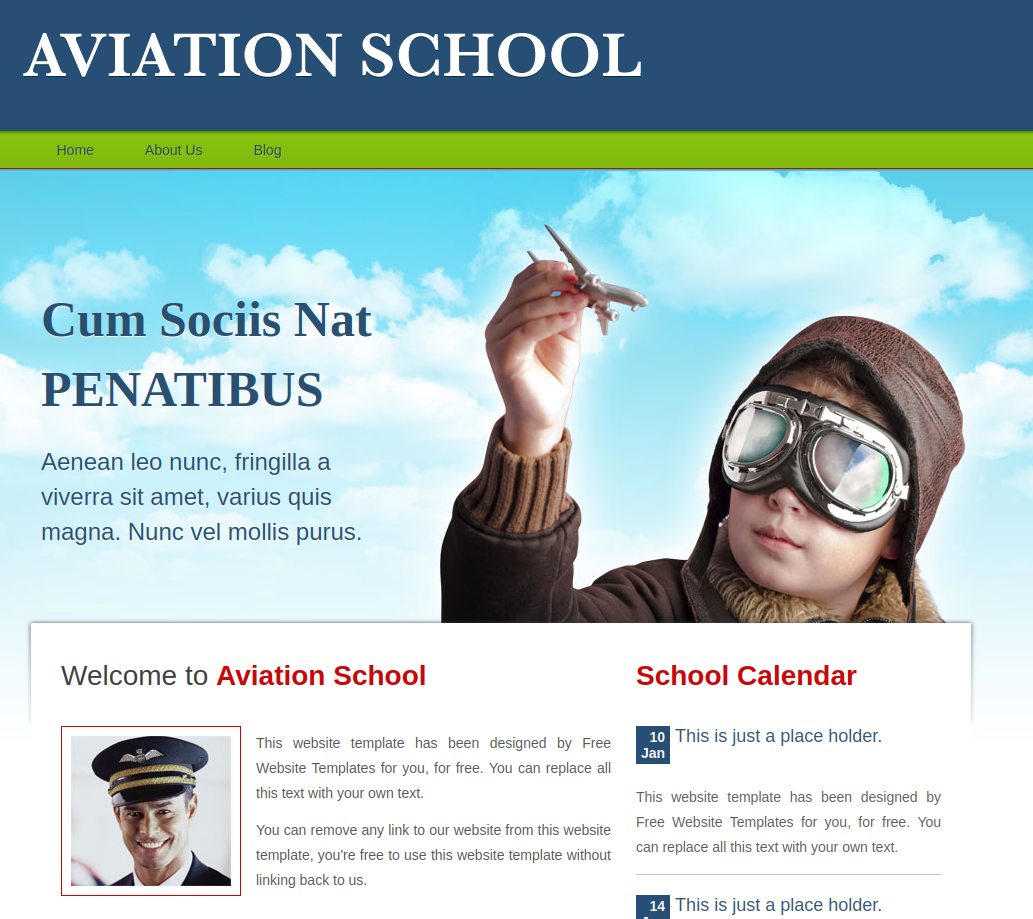 AVIATION SCHOOL
Home About Us Blog
Cum Sociis Nat
PENATIBUS
Aenean leo nunc, fringilla a
viverra sit amet, varius quis
magna. Nunc vel mollis purus.
Welcome to Aviation School
This website template has been designed by Free
Website Templates for you, for free. You can replace all
this text with your own text.
You can remove any link to our website from this website
template, you're free to use this website template without
linking back to us.
School Calendar
10
Jan
This is just a place holder.
This website template has been designed by
Free Website Templates for you, for free. You
can replace all this text with your own text.
14
This is just a place holder.